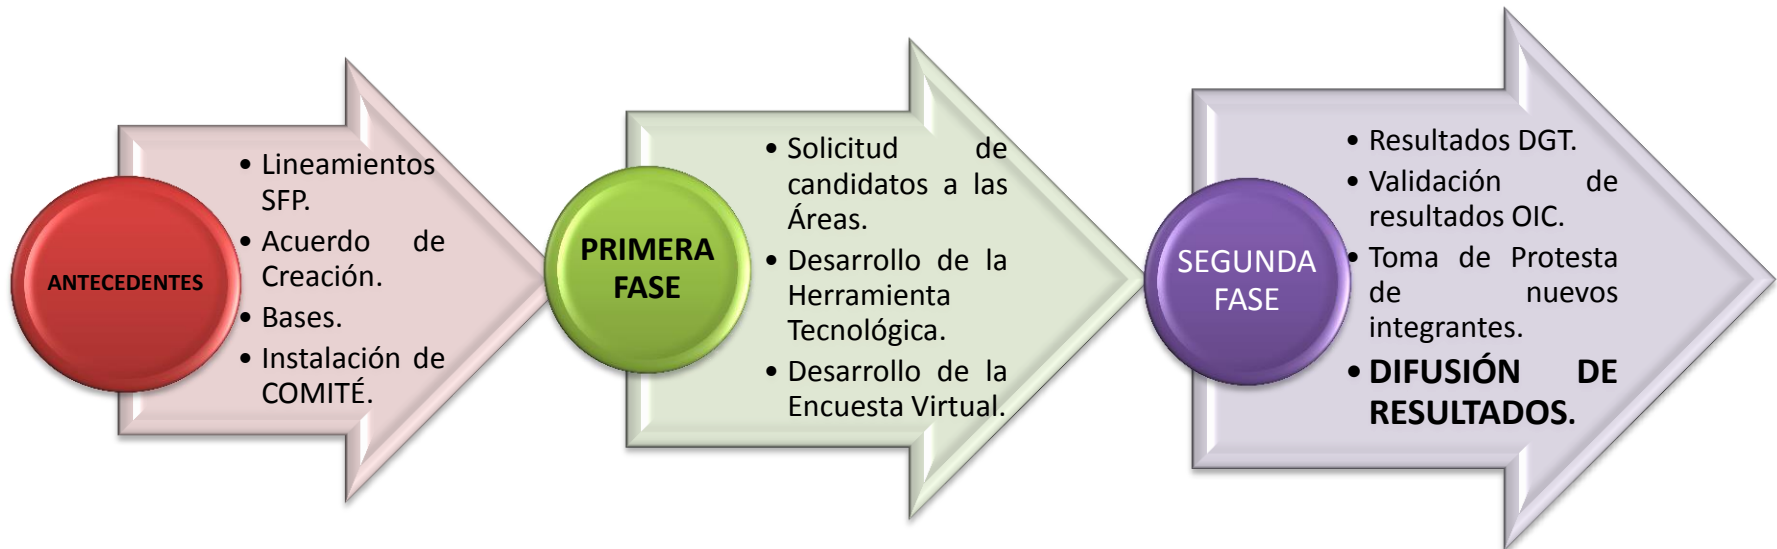 ANTECEDENTES
• Lineamientos
SFP.
• Acuerdo de
Creación.
• Bases.
• Instalación de
COMITÉ.
PRIMERA
FASE
• Solicitud de
candidatos a las
Áreas.
• Desarrollo de la
Herramienta
Tecnológica.
• Desarrollo de la
Encuesta Virtual.
SEGUNDA
FASE
• Resultados DGT.
• Validación de
resultados OIC.
• Toma de Protesta
de nuevos
integrantes.
• DIFUSIÓN DE
RESULTADOS.